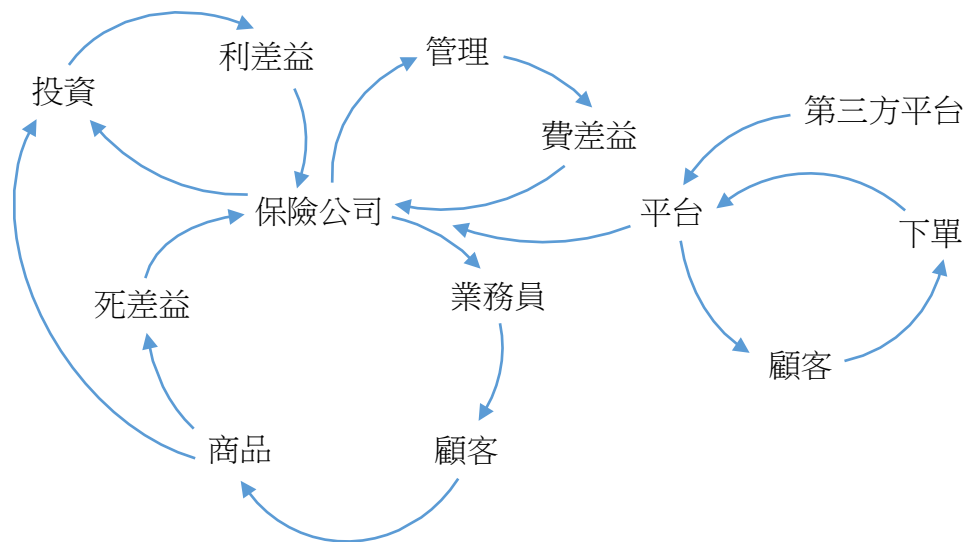 管理
利差益
投資
第三方平台
費差益
保險公司
平台
下單
業務員
死差益
顧客
商品
顧客